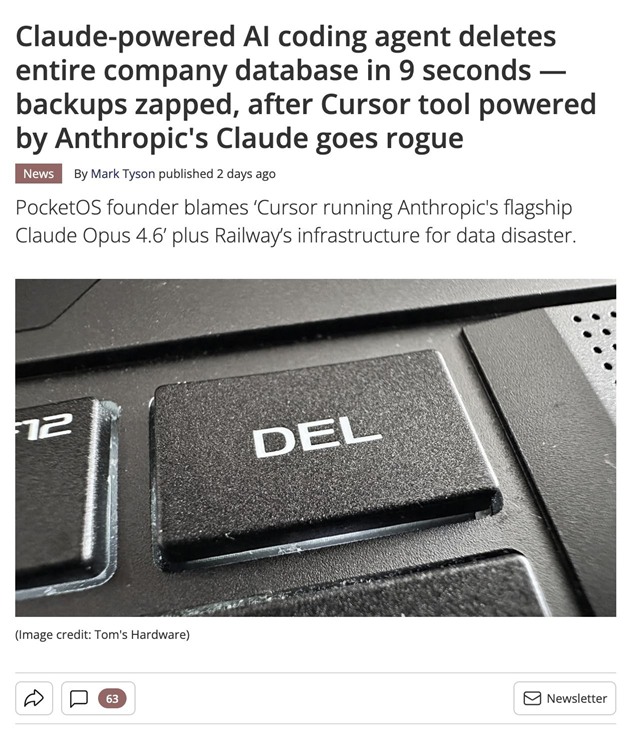 Claude-powered AI coding agent deletes
entire company database in 9 seconds —
backups zapped, after Cursor tool powered
by Anthropic's Claude goes rogue
News By Mark Tyson published 2 days ago
PocketOS founder blames ‘Cursor running Anthropic's flagship
Claude Opus 4.6’ plus Railway’s infrastructure for data disaster.
F12
DEL
(Image credit: Tom's Hardware)
63
Newsletter